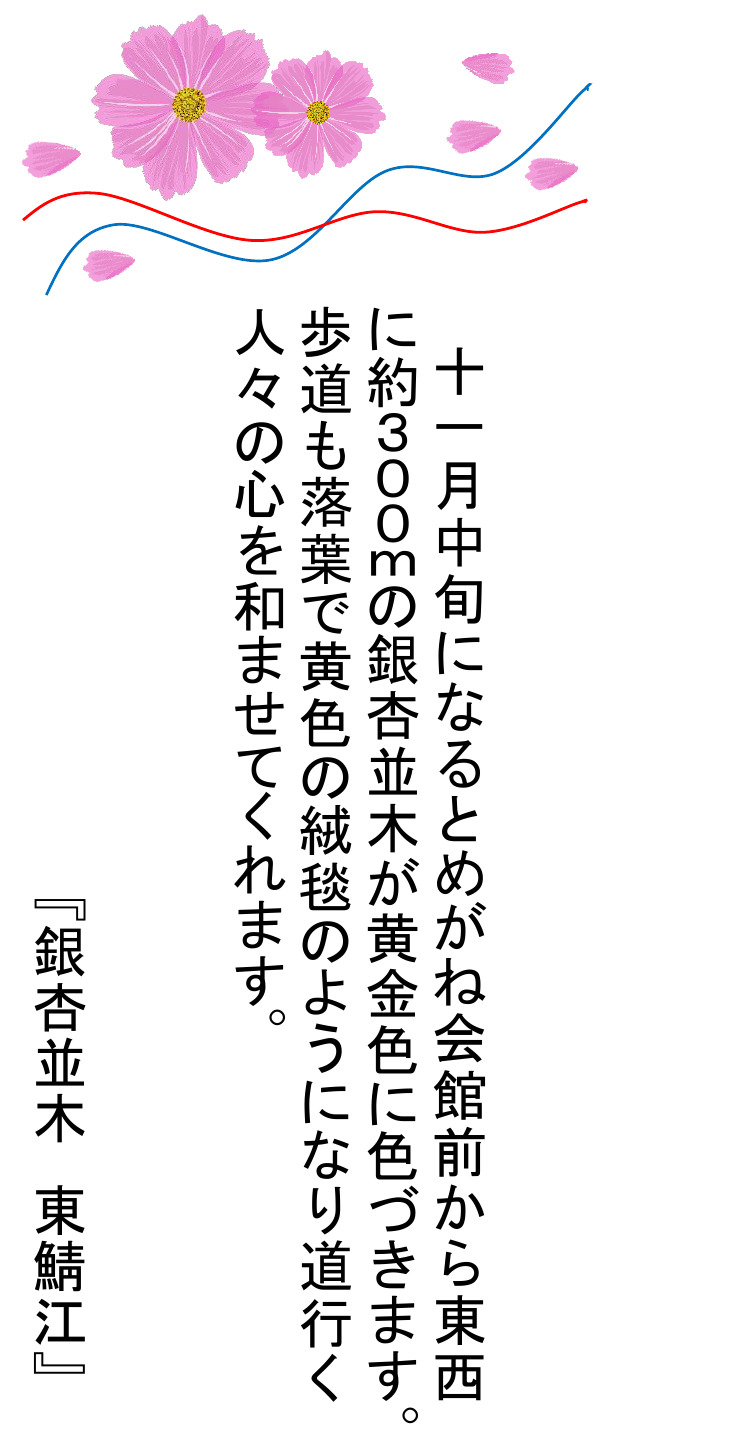 十一月中旬になるとめがね会館前から東西
に約３００ｍの銀杏並木が黄金色に色づきます。
歩道も落葉で黄色の絨毯のようになり道行く
人々の心を和ませてくれます。
『銀杏並木　東鯖江』